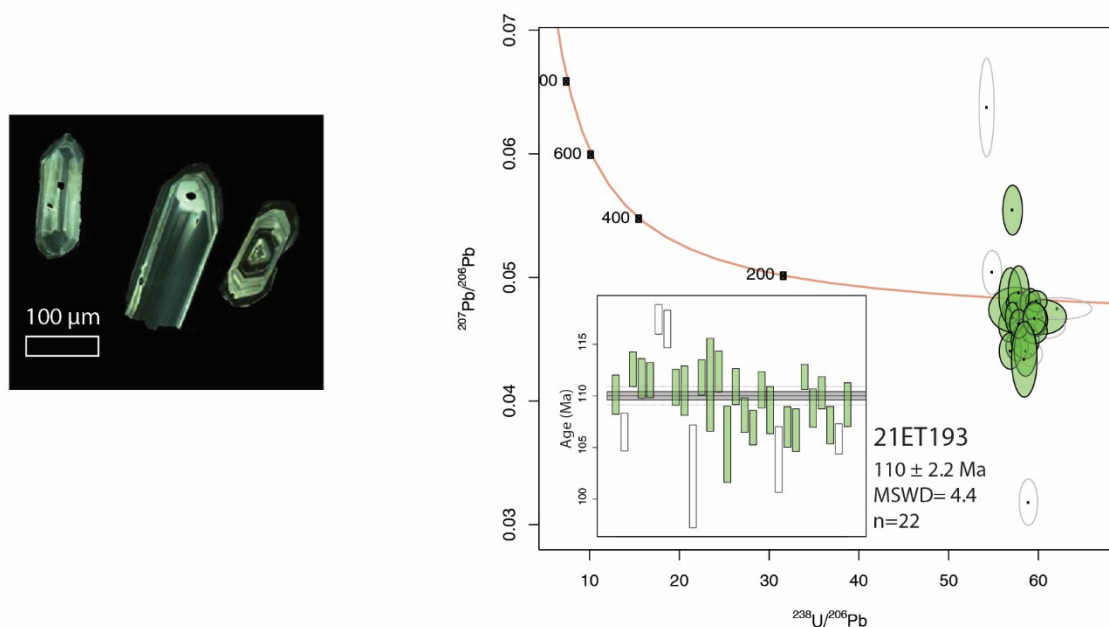 100 µm
0.07
0.06
0.05
0.04
0.03
²⁰⁷Pb/²⁰⁶Pb
00
600
400
200
115
110
105
100
Age (Ma)
21ET193
110 ± 2.2 Ma
MSWD= 4.4
n=22
10
20
30
40
50
60
²³⁸U/²⁰⁶Pb